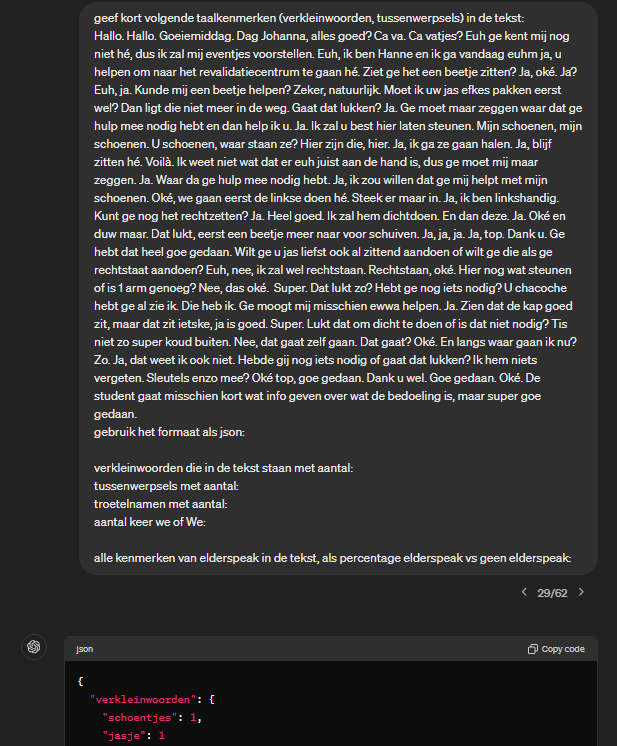 geef kort volgende taalkenmerken (verkleinwoorden, tussenwerpsels) in de tekst:
Hallo. Hallo. Goeiemiddag. Dag Johanna, alles goed? Ca va. Ca vatjes? Euh ge kent mij nog
niet hé, dus ik zal mij eventjes voorstellen. Euh, ik ben Hanne en ik ga vandaag euhm ja, u
helpen om naar het revalidatiecentrum te gaan hé. Ziet ge het een beetje zitten? Ja, oké. Ja?
Euh, ja. Kunde mij een beetje helpen? Zeker, natuurlijk. Moet ik uw jas efkes pakken eerst
wel? Dan ligt die niet meer in de weg. Gaat dat lukken? Ja. Ge moet maar zeggen waar dat ge
hulp mee nodig hebt en dan help ik u. Ja. Ik zal u best hier laten steunen. Mijn schoenen, mijn
schoenen. U schoenen, waar staan ze? Hier zijn die, hier. Ja, ik ga ze gaan halen. Ja, blijf
zitten hé. Voilà. Ik weet niet wat dat er euh juist aan de hand is, dus ge moet mij maar
zeggen. Ja. Waar da ge hulp mee nodig hebt. Ja, ik zou willen dat ge mij helpt met mijn
schoenen. Oké, we gaan eerst de linkse doen hé. Steek er maar in. Ja, ik ben linkshandig.
Kunt ge nog het rechtzetten? Ja. Heel goed. Ik zal hem dichtdoen. En dan deze. Ja. Oké en
duw maar. Dat lukt, eerst een beetje meer naar voor schuiven. Ja, ja, ja. Ja, top. Dank u. Ge
hebt dat heel goe gedaan. Wilt ge u jas liefst ook al zittend aandoen of wilt ge die als ge
rechtstaat aandoen? Euh, nee, ik zal wel rechtstaan. Rechtstaan, oké. Hier nog wat steunen
of is 1 arm genoeg? Nee, das oké.  Super. Dat lukt zo? Hebt ge nog iets nodig? U chacoche
hebt ge al zie ik. Die heb ik. Ge moogt mij misschien ewwa helpen. Ja. Zien dat de kap goed
zit, maar dat zit ietske, ja is goed. Super. Lukt dat om dicht te doen of is dat niet nodig? Tis
niet zo super koud buiten. Nee, dat gaat zelf gaan. Dat gaat? Oké. En langs waar gaan ik nu?
Zo. Ja, dat weet ik ook niet. Hebde gij nog iets nodig of gaat dat lukken? Ik hem niets
vergeten. Sleutels enzo mee? Oké top, goe gedaan. Dank u wel. Goe gedaan. Oké. De
student gaat misschien kort wat info geven over wat de bedoeling is, maar super goe
gedaan.
gebruik het formaat als json:
verkleinwoorden die in de tekst staan met aantal:
tussenwerpsels met aantal:
troetelnamen met aantal:
aantal keer we of We:
alle kenmerken van elderspeak in de tekst, als percentage elderspeak vs geen elderspeak:
29/62
json
Copy code
{
"verkleinwoorden": {
"schoentjes": 1,
"jasje": 1